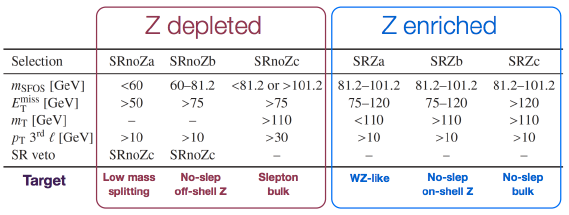 Z depleted Z enriched
Selection SRnoZa SRnoZb SRnoZc SRZa SRZb SRZc
mSFOS [GeV] <60 60–81.2 <81.2 or >101.2 81.2–101.2 81.2–101.2 81.2–101.2
E_T^miss [GeV] >50 >75 >75 75–120 75–120 >120
mT [GeV] – – >110 <110 >110 >110
pT 3rd ℓ [GeV] >10 >10 >30 >10 >10 >10
SR veto SRnoZc SRnoZc – – – –
Target Low mass splitting No-slep off-shell Z Slepton bulk WZ-like No-slep on-shell Z No-slep bulk